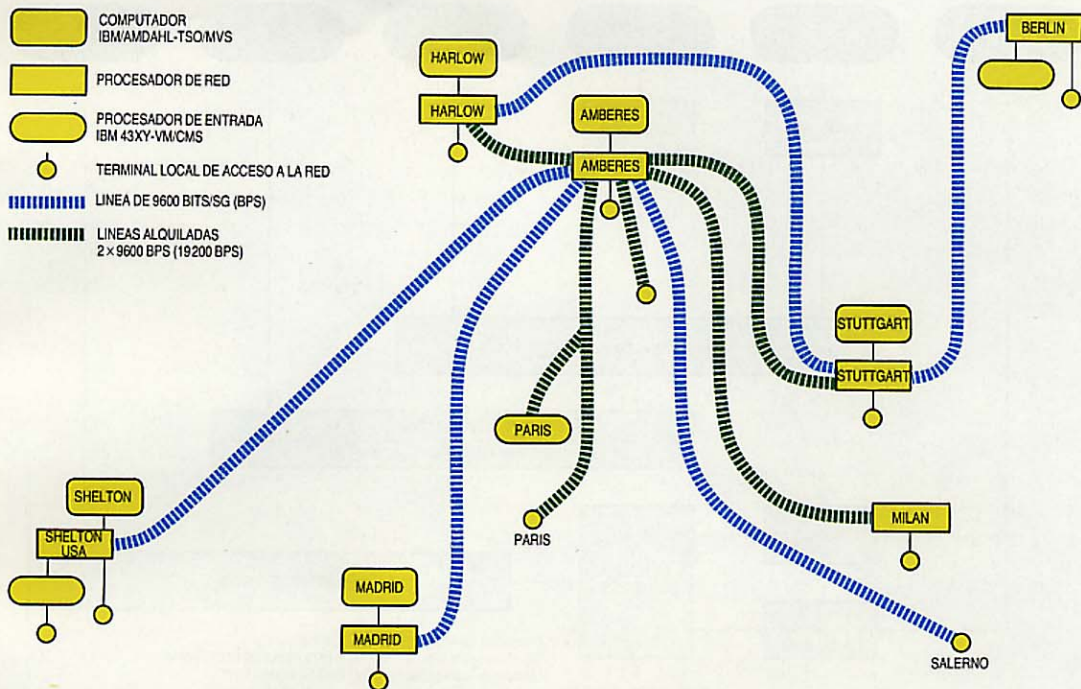 COMPUTADOR
IBM/AMDAHL-TSO/MVS
PROCESADOR DE RED
PROCESADOR DE ENTRADA
IBM 43XY-VM/CMS
TERMINAL LOCAL DE ACCESO A LA RED
LINEA DE 9600 BITS/SG (BPS)
LINEAS ALQUILADAS
2 × 9600 BPS (19200 BPS)
BERLIN
HARLOW
HARLOW
AMBERES
AMBERES
STUTTGART
STUTTGART
PARIS
SHELTON
SHELTON
USA
PARIS
MILAN
MADRID
MADRID
SALERNO